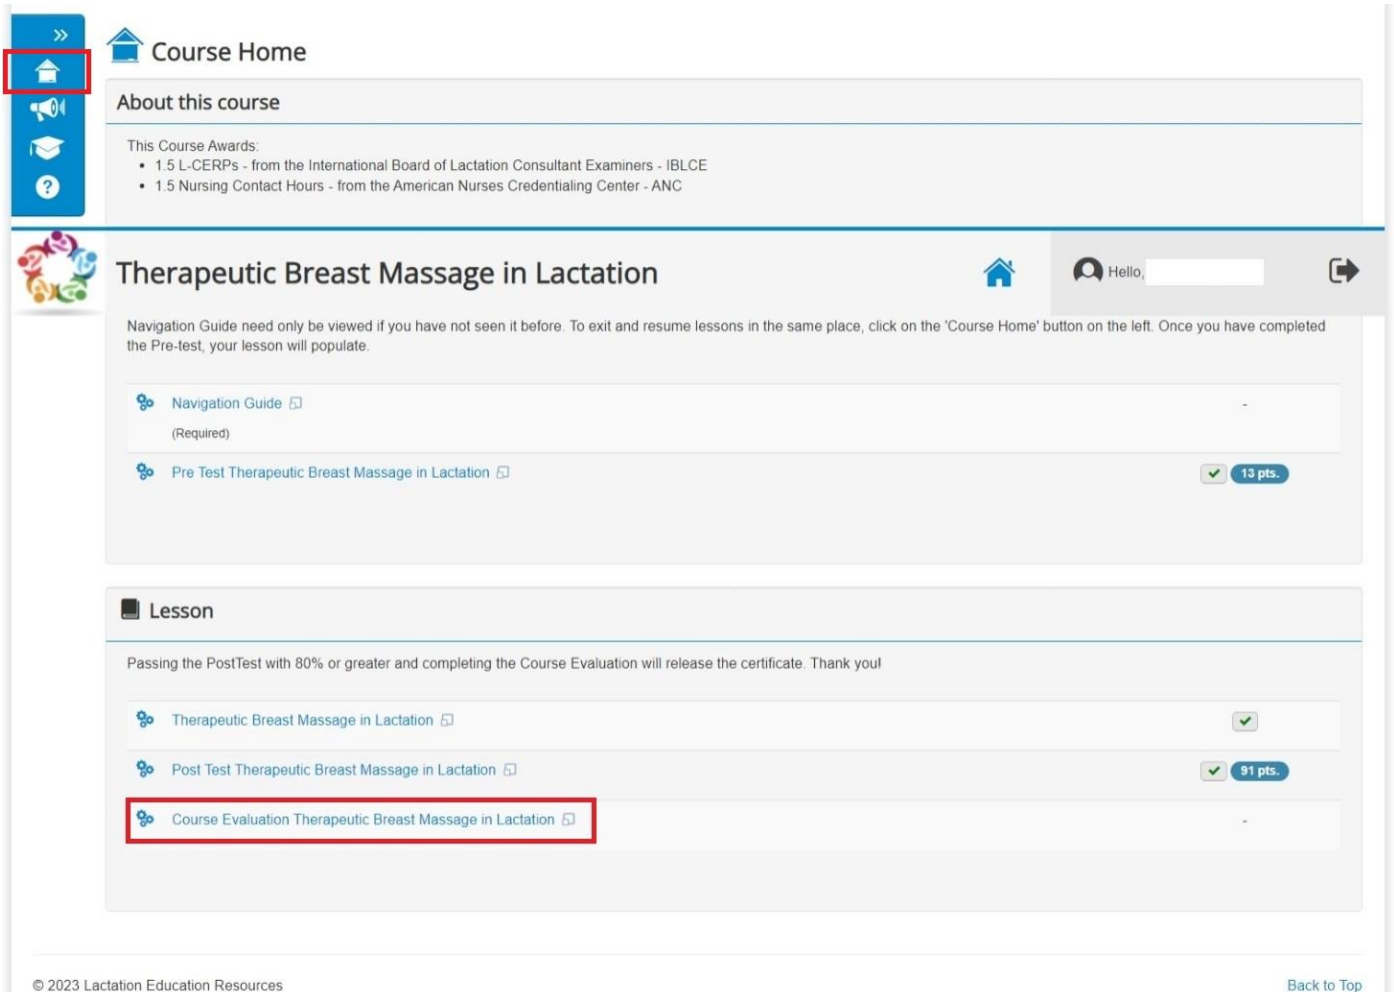 Course Home
About this course
This Course Awards:
• 1.5 L-CERPs - from the International Board of Lactation Consultant Examiners - IBLCE
• 1.5 Nursing Contact Hours - from the American Nurses Credentialing Center - ANC
Therapeutic Breast Massage in Lactation
Hello,
Navigation Guide need only be viewed if you have not seen it before. To exit and resume lessons in the same place, click on the 'Course Home' button on the left. Once you have completed
the Pre-test, your lesson will populate.
Navigation Guide -
(Required)
Pre Test Therapeutic Breast Massage in Lactation 13 pts.
Lesson
Passing the PostTest with 80% or greater and completing the Course Evaluation will release the certificate. Thank you!
Therapeutic Breast Massage in Lactation
Post Test Therapeutic Breast Massage in Lactation 91 pts.
Course Evaluation Therapeutic Breast Massage in Lactation -
© 2023 Lactation Education Resources Back to Top